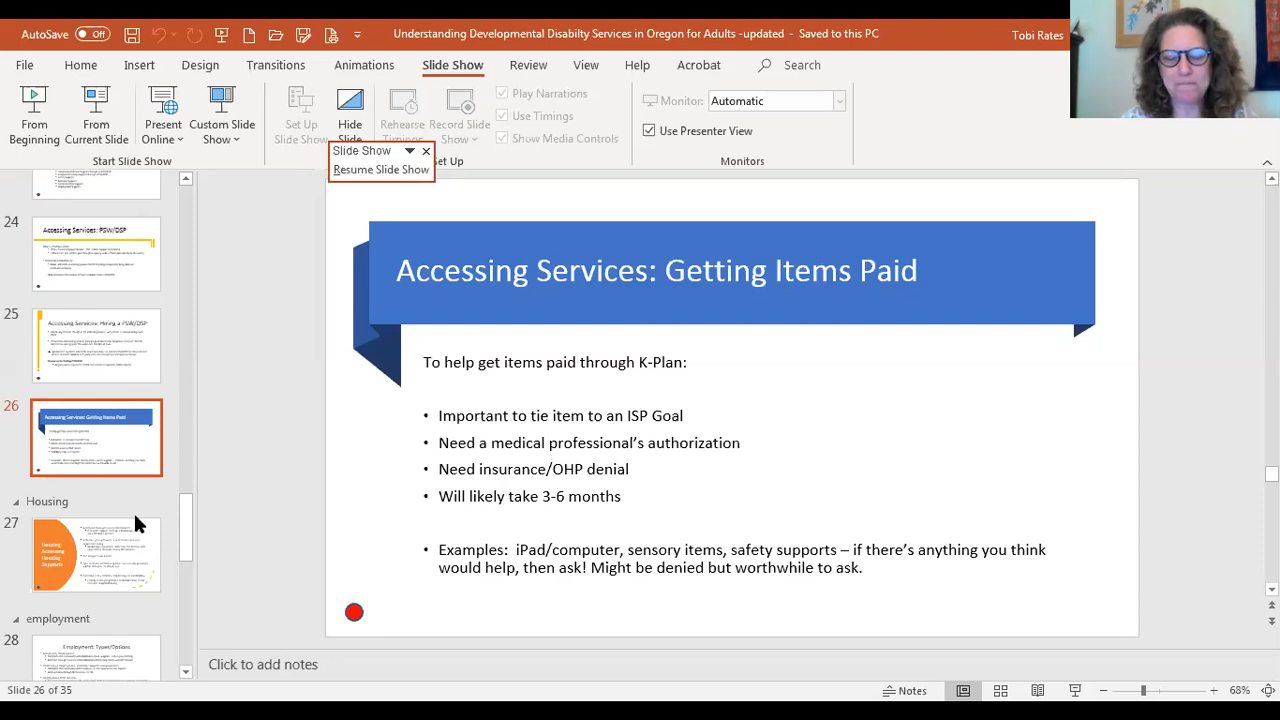 AutoSave Off
Understanding Developmental Disabilty Services in Oregon for Adults -updated - Saved to this PC
Tobi Rates
File Home Insert Design Transitions Animations Slide Show Review View Help Acrobat Search
From Beginning
From Current Slide
Present Online
Custom Slide Show
Set Up Slide Show
Hide Slide
Rehearse Timings
Record Slide Show
Play Narrations
Use Timings
Show Media Controls
Monitor: Automatic
Use Presenter View
Start Slide Show
Set Up
Monitors
Slide Show
Resume Slide Show
24
Accessing Services: PSW/DSP
25
Accessing Services: Hiring a PSW/DSP
26
Accessing Services: Getting Items Paid
Housing
27
Housing:
Accessing
Housing
Supports
employment
28
Employment: Types/Options
Accessing Services: Getting Items Paid
To help get items paid through K-Plan:
• Important to tie item to an ISP Goal
• Need a medical professional's authorization
• Need insurance/OHP denial
• Will likely take 3-6 months
• Examples: iPad/computer, sensory items, safety supports – if there's anything you think
would help, then ask! Might be denied but worthwhile to ask.
Click to add notes
Slide 26 of 35
Notes
68%